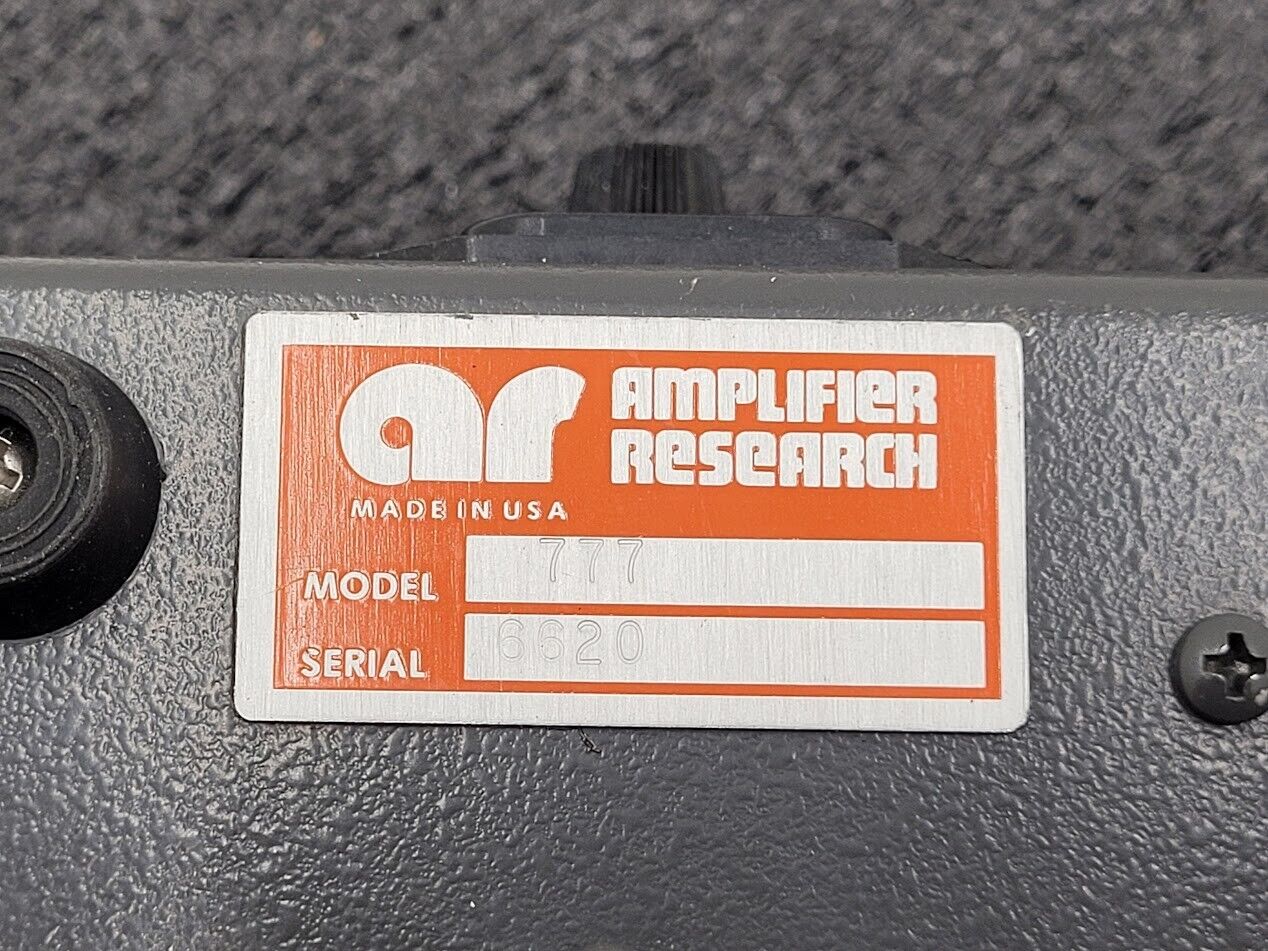 ar AMPLIFIER
RESEARCH
MADE IN USA
MODEL 777
SERIAL 6620